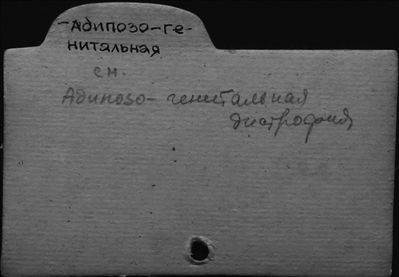 -Адипозо-ге-
нитальная
см.
Адипозо-генитальная
дистрофия